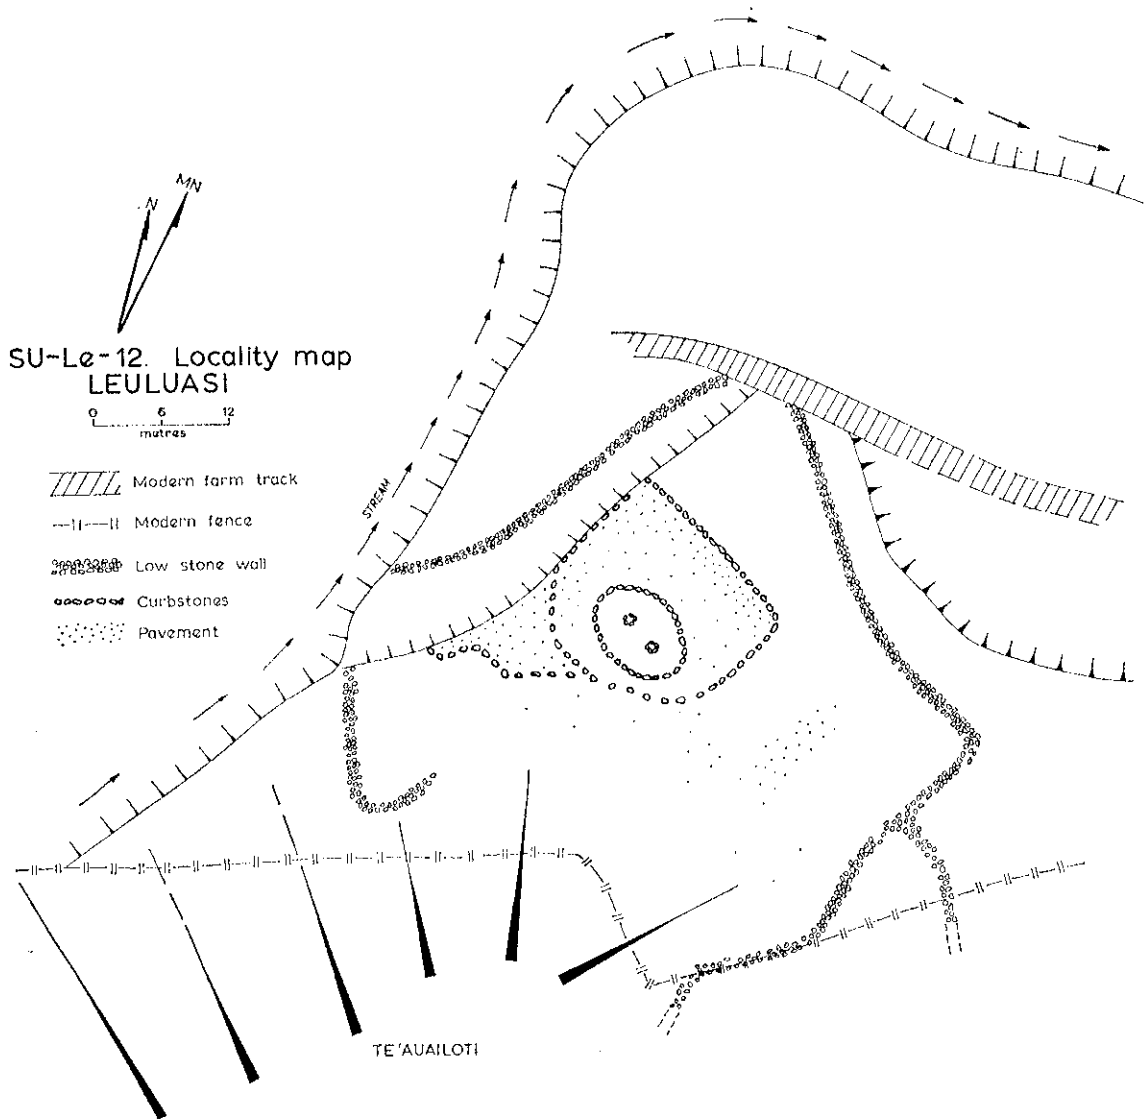 N
MN
SU-Le-12. Locality map
LEULUASI
0 6 12
metres
Modern farm track
Modern fence
Low stone wall
Curbstones
Pavement
STREAM
TE'AUAILOTI